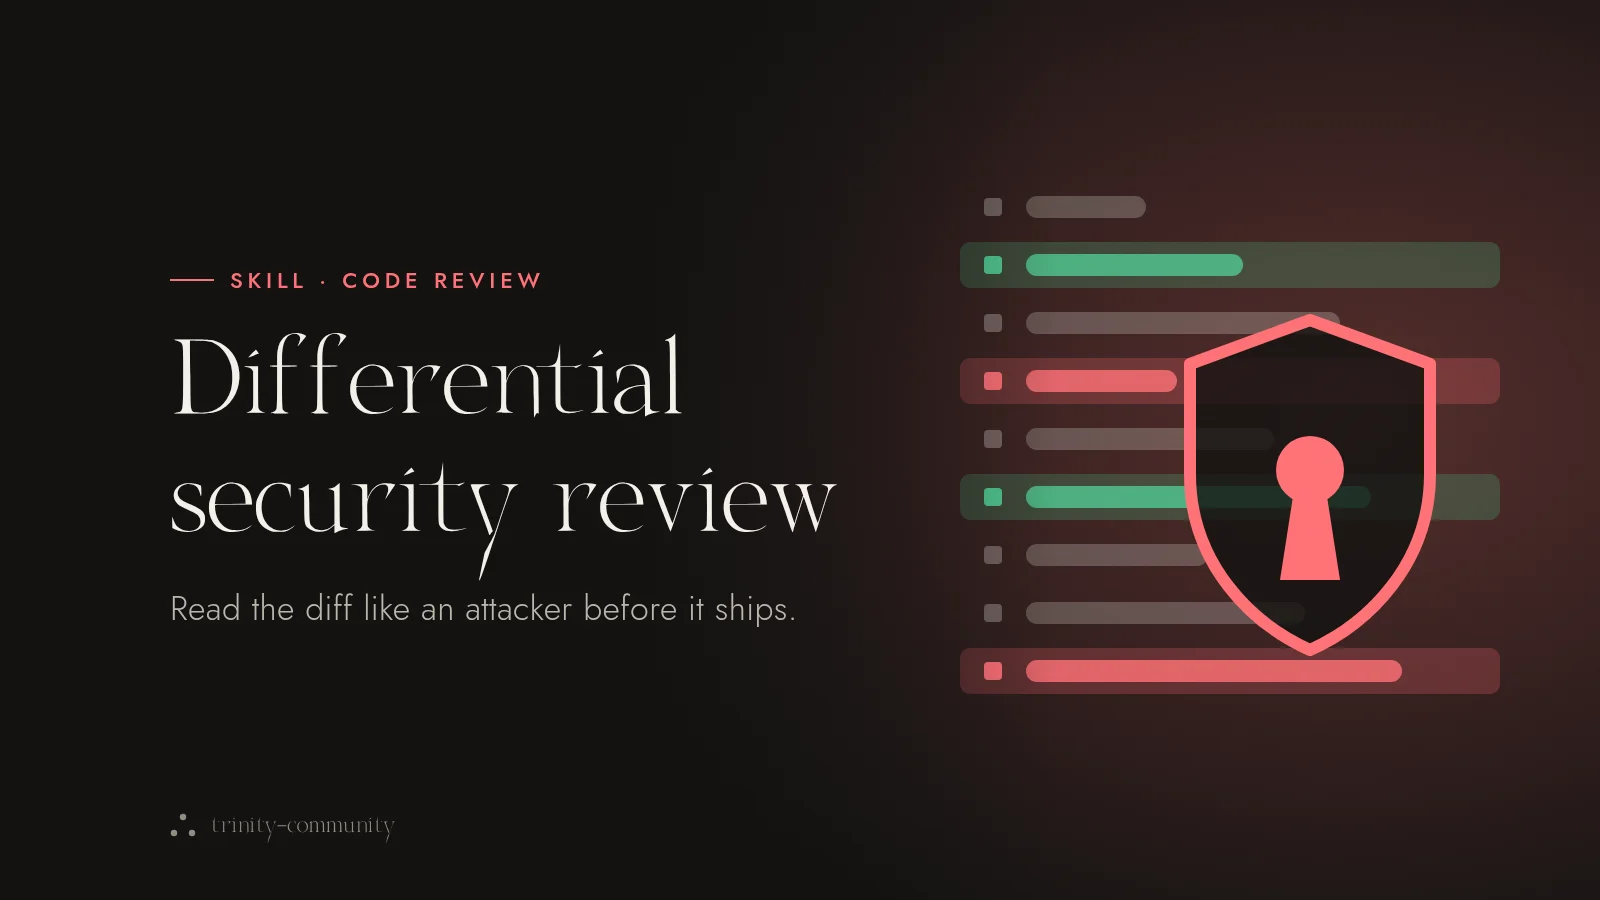 SKILL · CODE REVIEW
Differential
security review
Read the diff like an attacker before it ships.
trinity-community